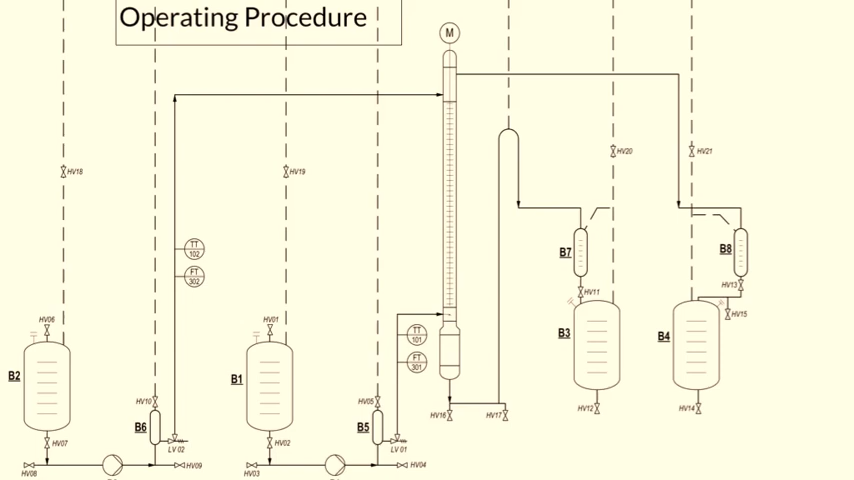 Operating Procedure
M
HV18
HV19
HV20
HV21
TT
102
FT
302
B7
B8
HV11
HV13
HV15
HV06
HV01
TT
101
FT
301
B3
B4
B2
B1
HV10
HV05
HV12
HV14
HV16
HV17
B6
B5
HV07
LV 02
HV02
LV 01
HV08
HV09
HV03
HV04